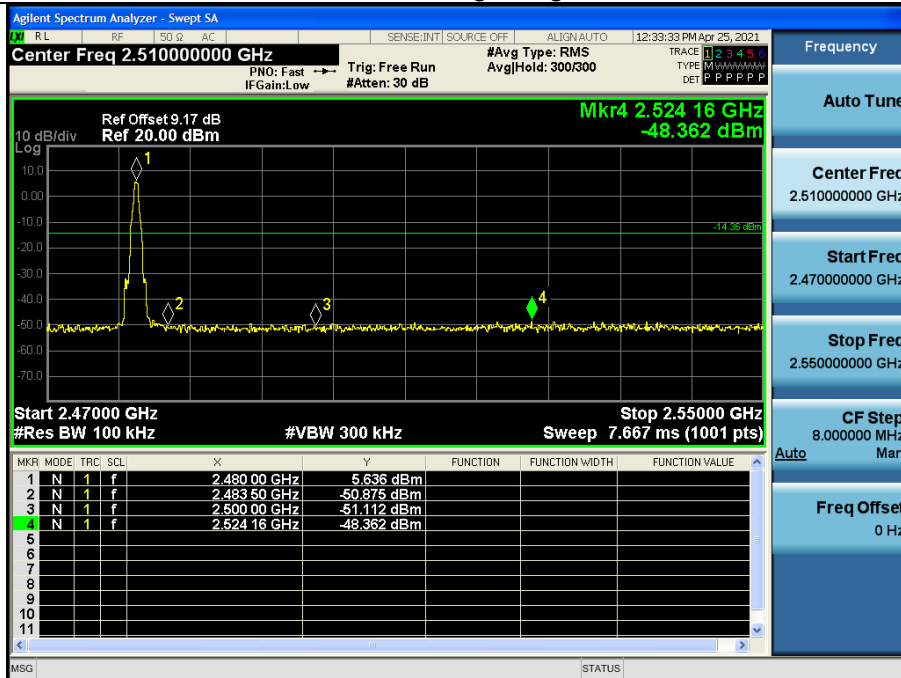 Agilent Spectrum Analyzer - Swept SA
LXI RL RF 50 Ω AC SENSE:INT SOURCE OFF ALIGN AUTO 12:33:33 PM Apr 25, 2021
Center Freq 2.510000000 GHz #Avg Type: RMS TRACE 1 2 3 4 5 6
PNO: Fast Trig: Free Run Avg|Hold: 300/300 TYPE M W W W W W
IFGain:Low #Atten: 30 dB DET P P P P P P
Ref Offset 9.17 dB Mkr4 2.524 16 GHz
10 dB/div Ref 20.00 dBm -48.362 dBm
Log
1
10.0
0.00
-10.0
-14.36 dBm
-20.0
-30.0
-40.0
2 3 4
-50.0
-60.0
-70.0
Start 2.47000 GHz Stop 2.55000 GHz
#Res BW 100 kHz #VBW 300 kHz Sweep 7.667 ms (1001 pts)
MKR MODE TRC SCL X Y FUNCTION FUNCTION WIDTH FUNCTION VALUE
1 N 1 f 2.480 00 GHz 5.636 dBm
2 N 1 f 2.483 50 GHz -50.875 dBm
3 N 1 f 2.500 00 GHz -51.112 dBm
4 N 1 f 2.524 16 GHz -48.362 dBm
5
6
7
8
9
10
11
MSG STATUS
Frequency
Auto Tune
Center Freq
2.510000000 GHz
Start Freq
2.470000000 GHz
Stop Freq
2.550000000 GHz
CF Step
8.000000 MHz
Auto Man
Freq Offset
0 Hz